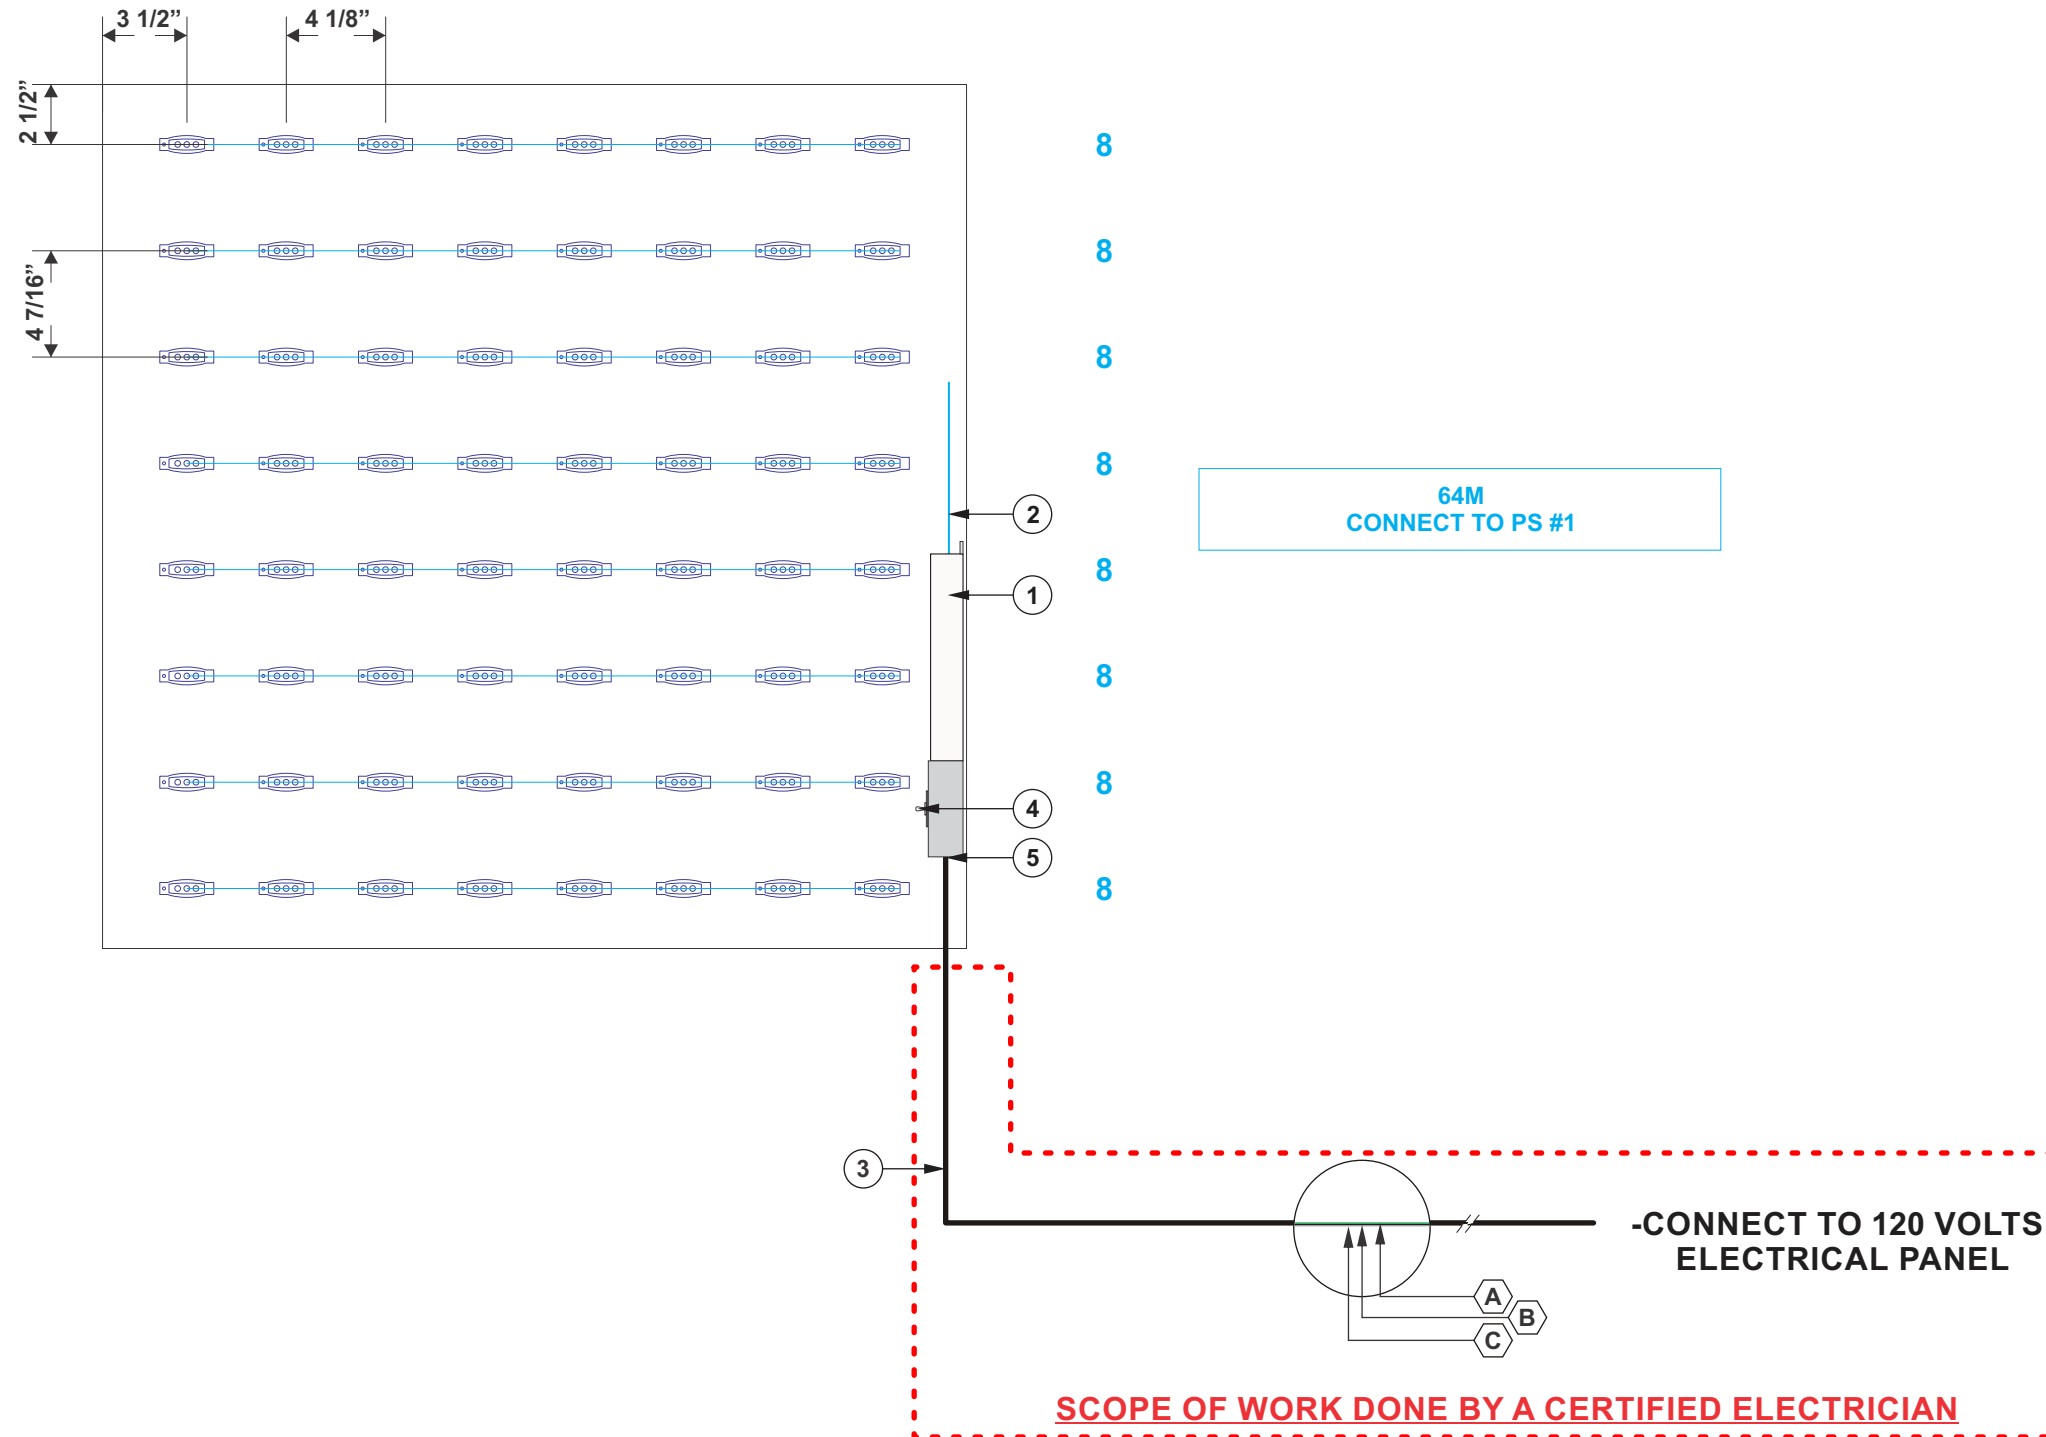 3 1/2”
4 1/8”
2 1/2”
8
8
4 7/16”
8
8
64M
CONNECT TO PS #1
2
8
1
8
8
4
5
8
3
-CONNECT TO 120 VOLTS
ELECTRICAL PANEL
A
B
C
SCOPE OF WORK DONE BY A CERTIFIED ELECTRICIAN